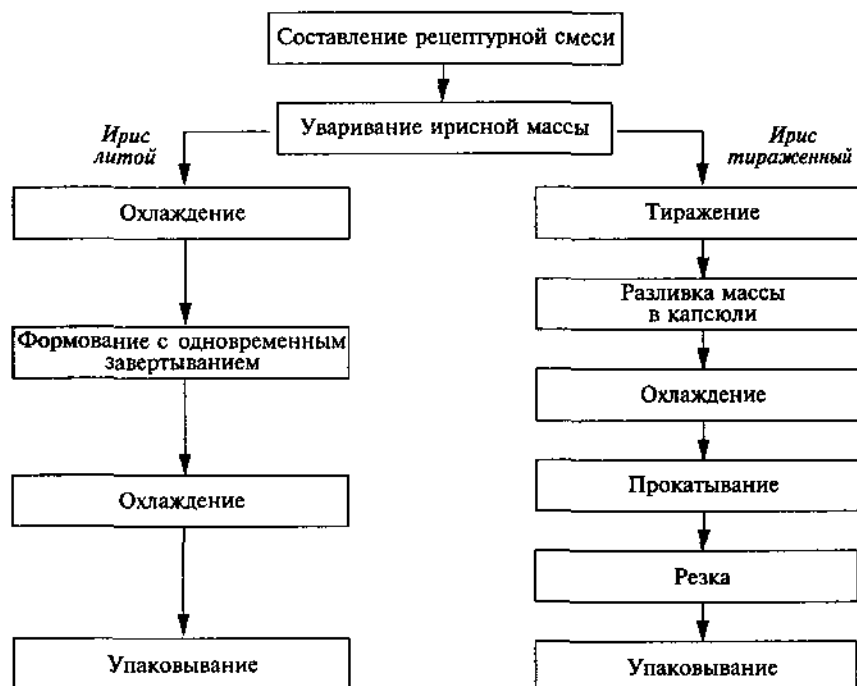 Составление рецептурной смеси
Уваривание ирисной массы
Ирис
литой
Охлаждение
Формование с одновременным
завертыванием
Охлаждение
Упаковывание
Ирис
тираженный
Тиражение
Разливка массы
в капсюли
Охлаждение
Прокатывание
Резка
Упаковывание